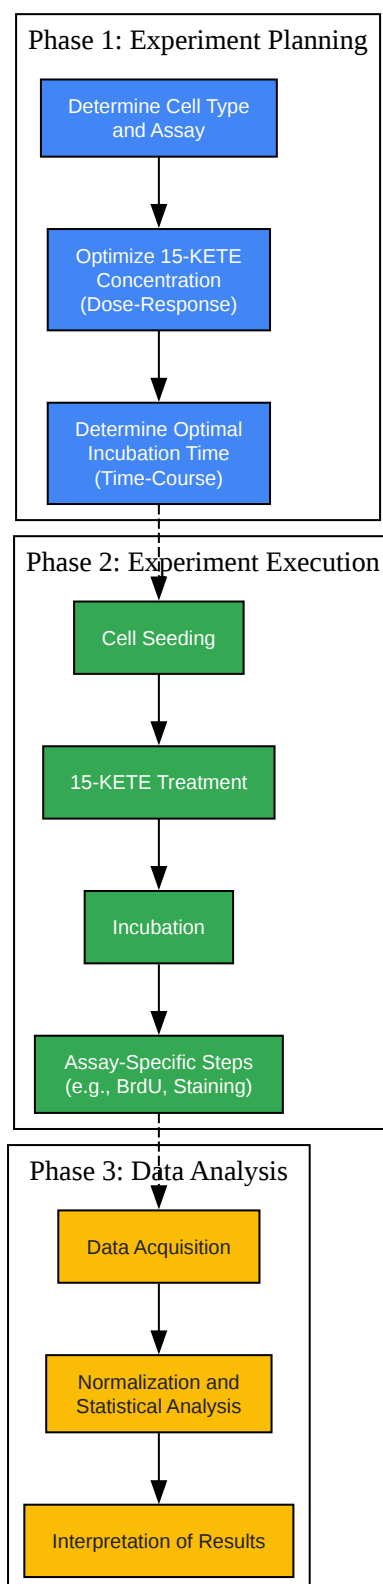 Phase 1: Experiment Planning
Determine Cell Type
and Assay
Optimize 15-KETE
Concentration
(Dose-Response)
Determine Optimal
Incubation Time
(Time-Course)
Phase 2: Experiment Execution
Cell Seeding
15-KETE Treatment
Incubation
Assay-Specific Steps
(e.g., BrdU, Staining)
Phase 3: Data Analysis
Data Acquisition
Normalization and
Statistical Analysis
Interpretation of Results